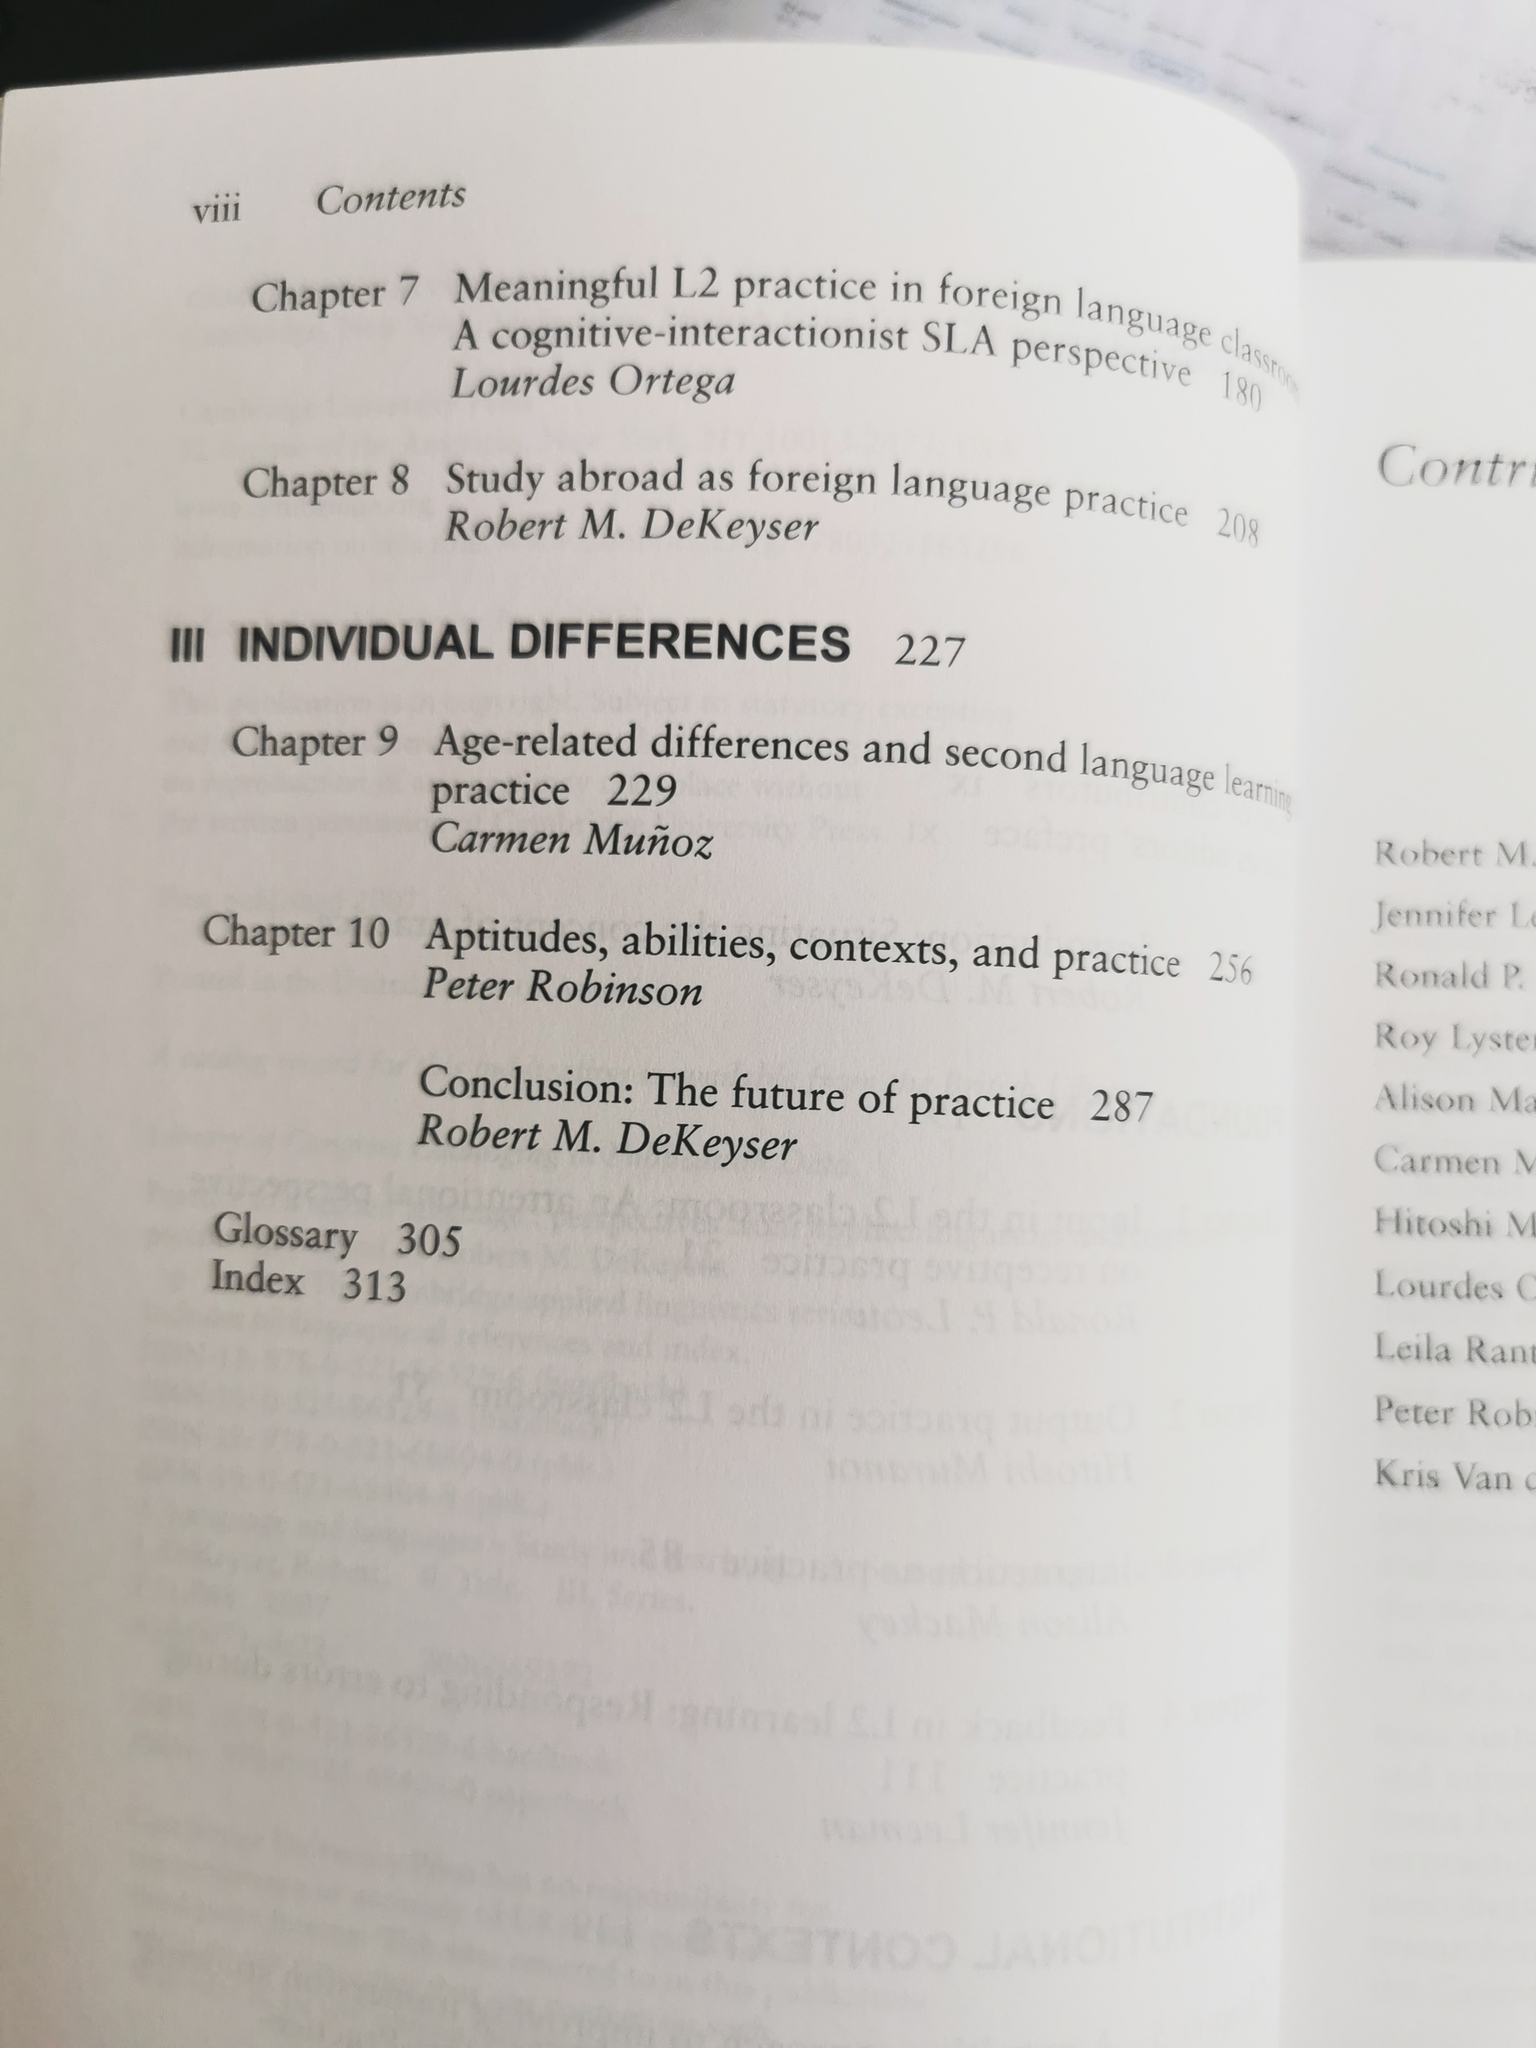 viii Contents
Chapter 7 Meaningful L2 practice in foreign language
A cognitive-interactionist SLA perspective 180
Lourdes Ortega
Chapter 8 Study abroad as foreign language practice 208
Robert M. DeKeyser
III INDIVIDUAL DIFFERENCES 227
Chapter 9 Age-related differences and second language learning
practice 229
Carmen Muñoz
Chapter 10 Aptitudes, abilities, contexts, and practice 256
Peter Robinson
Conclusion: The future of practice 287
Robert M. DeKeyser
Glossary 305
Index 313
Contri
Robert M.
Jennifer Le
Ronald P.
Roy Lyster
Alison Ma
Carmen M
Hitoshi M
Lourdes O
Leila Rant
Peter Rob
Kris Van d